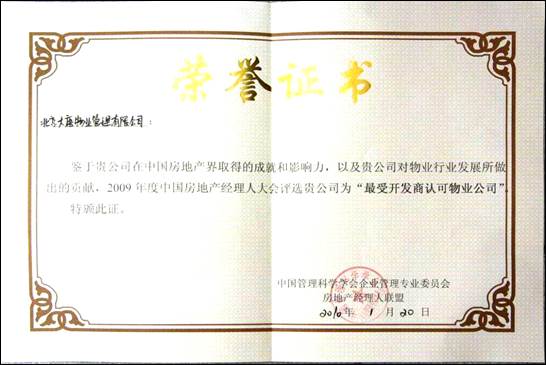 荣誉证书
北京大庭物业管理有限公司：
鉴于贵公司在中国房地产界取得的成就和影响力，以及贵公司对物业行业发展所做
出的贡献，2009年度中国房地产经理人大会评选贵公司为“最受开发商认可物业公司”。
特颁此证。
中国管理科学学会企业管理专业委员会
房地产经理人联盟
2010年 1 月 20 日